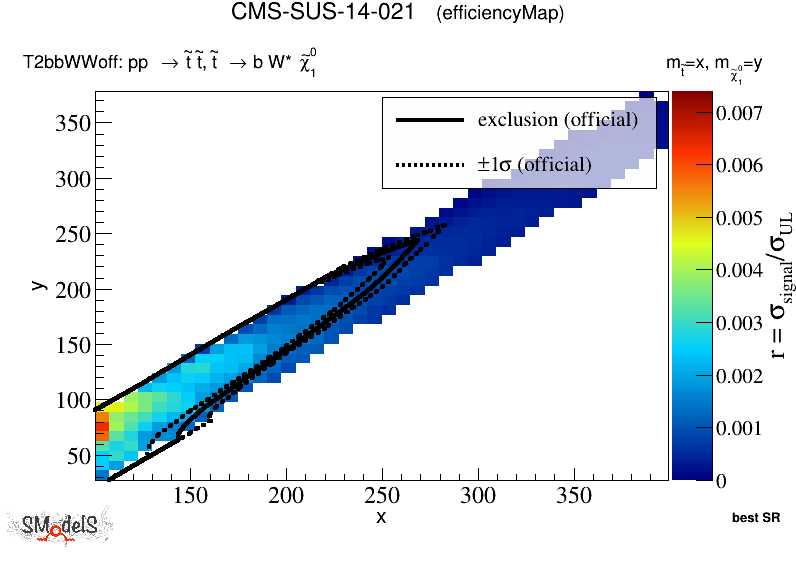 CMS-SUS-14-021 (efficiencyMap)
T2bbWWoff: pp → t̃ t̃, t̃ → b W* χ̃₁⁰
m_t̃=x, m_χ̃₁⁰=y
exclusion (official)
±1σ (official)
350
300
250
200
150
100
50
y
150 200 250 300 350
x
0.007
0.006
0.005
0.004
0.003
0.002
0.001
0
r = σ_signal/σ_UL
SModelS
best SR